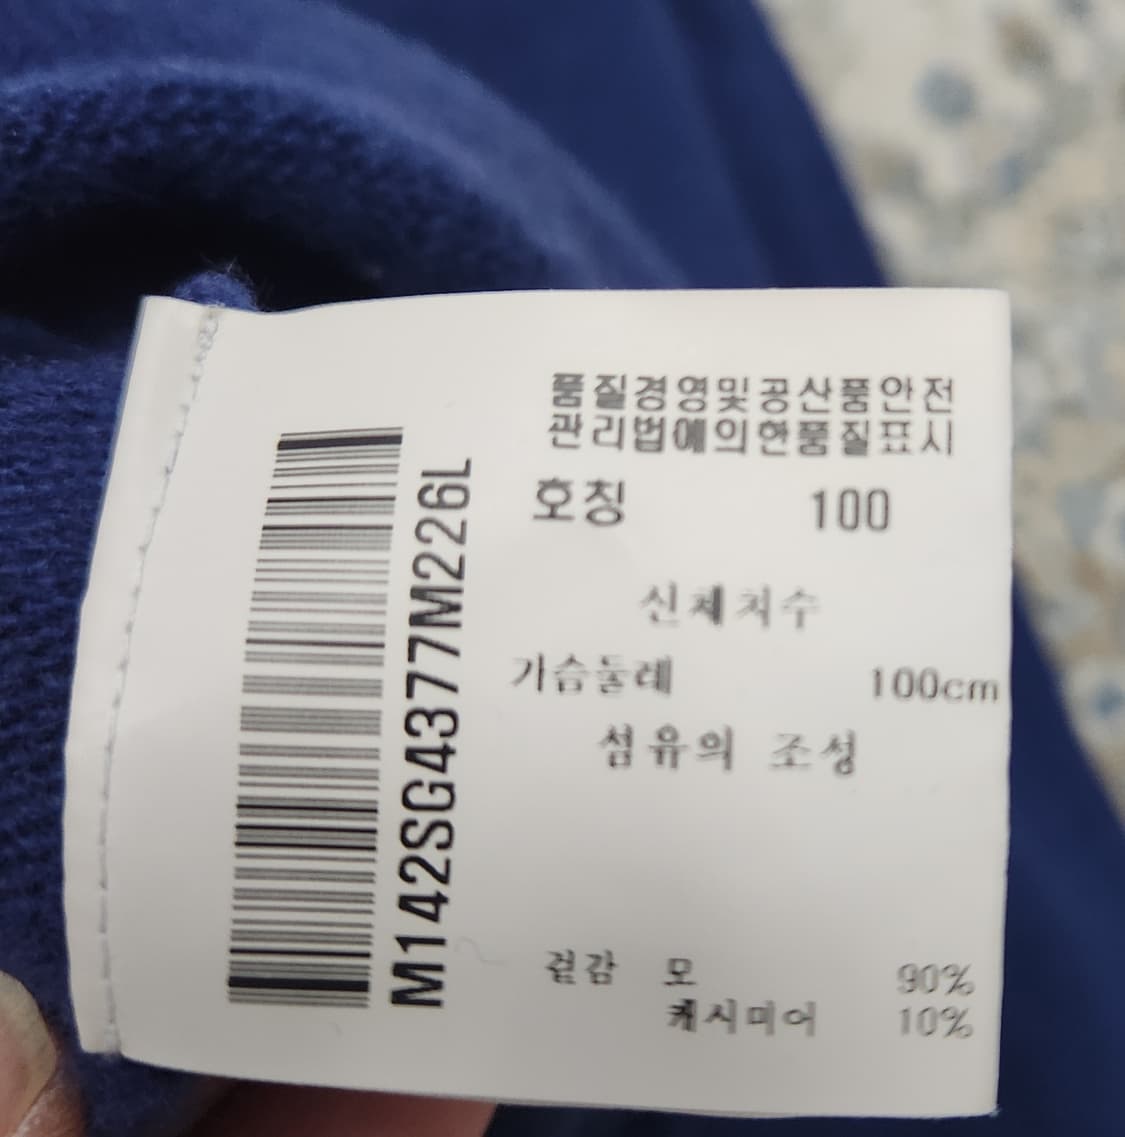 품질경영및공산품안전
관리법에의한품질표시
호칭 100
신체치수
가슴둘레 100cm
섬유의 조성
겉감 모 90%
캐시미어 10%
M142SG4377M226L